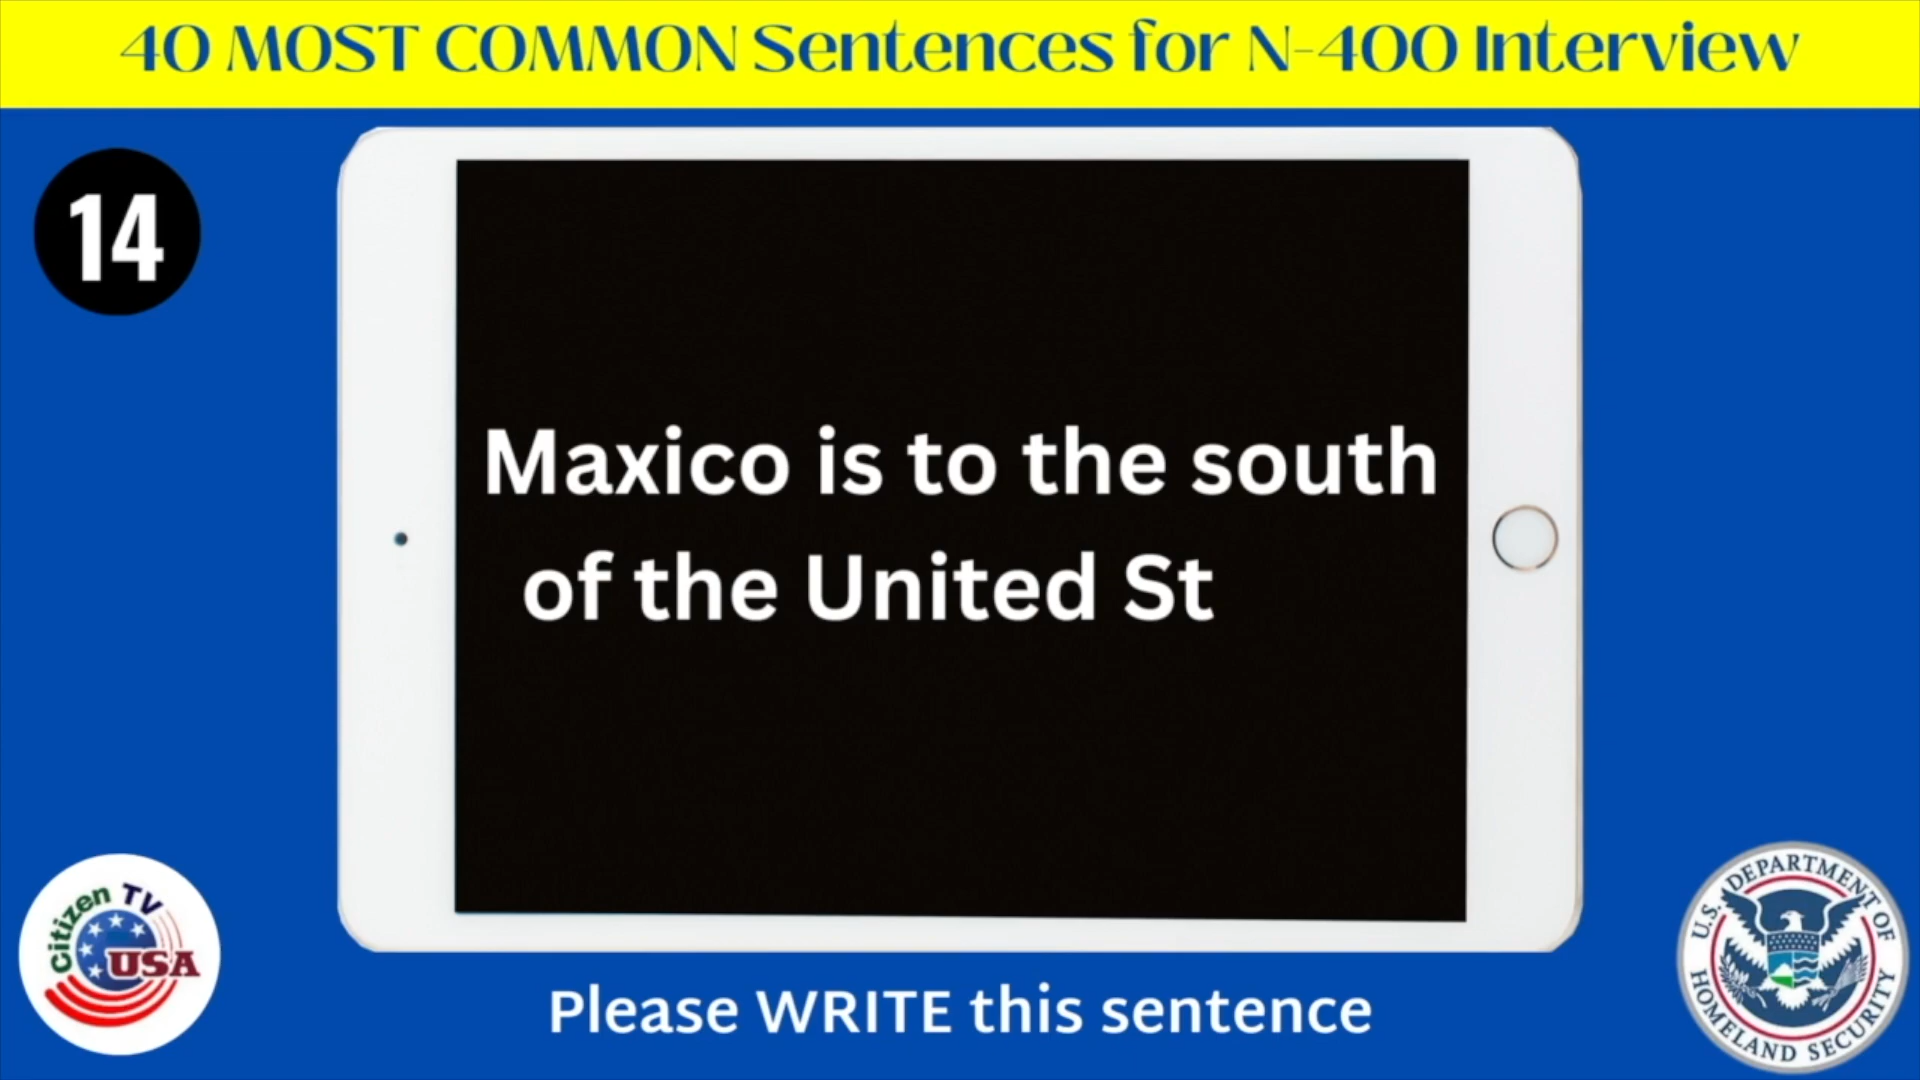 40 MOST COMMON Sentences for N-400 Interview
14
Maxico is to the south
of the United St
Citizen TV
USA
U.S. DEPARTMENT OF
HOMELAND SECURITY
Please WRITE this sentence